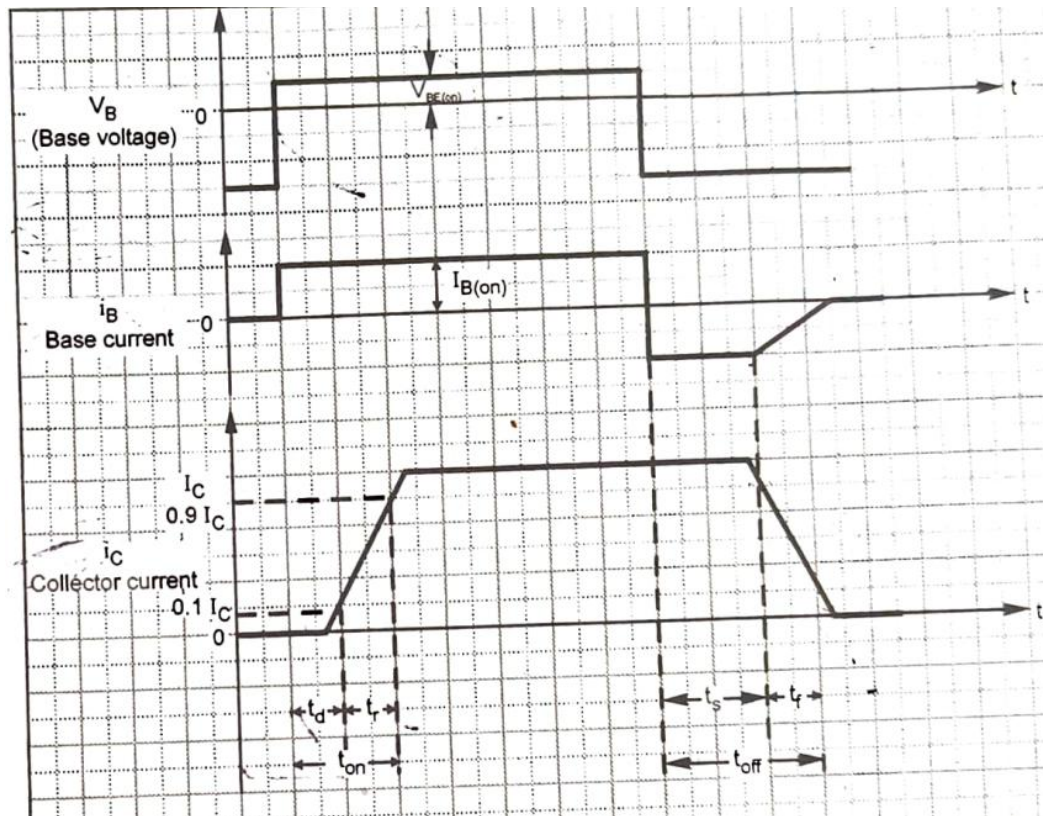 V_B
(Base voltage)
0
V_BE(on)
t
i_B
Base current
0
I_B(on)
t
I_C
0.9 I_C
i_C
Collector current
0.1 I_C
0
t
t_d
t_r
t_s
t_f
t_on
t_off